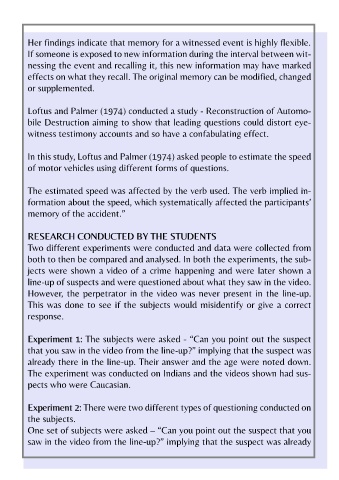 Her findings indicate that memory for a witnessed event is highly flexible.
If someone is exposed to new information during the interval between wit-
nessing the event and recalling it, this new information may have marked
effects on what they recall. The original memory can be modified, changed
or supplemented.
Loftus and Palmer (1974) conducted a study - Reconstruction of Automo-
bile Destruction aiming to show that leading questions could distort eye-
witness testimony accounts and so have a confabulating effect.
In this study, Loftus and Palmer (1974) asked people to estimate the speed
of motor vehicles using different forms of questions.
The estimated speed was affected by the verb used. The verb implied in-
formation about the speed, which systematically affected the participants’
memory of the accident.”
RESEARCH CONDUCTED BY THE STUDENTS
Two different experiments were conducted and data were collected from
both to then be compared and analysed. In both the experiments, the sub-
jects were shown a video of a crime happening and were later shown a
line-up of suspects and were questioned about what they saw in the video.
However, the perpetrator in the video was never present in the line-up.
This was done to see if the subjects would misidentify or give a correct
response.
Experiment 1: The subjects were asked - “Can you point out the suspect
that you saw in the video from the line-up?” implying that the suspect was
already there in the line-up. Their answer and the age were noted down.
The experiment was conducted on Indians and the videos shown had sus-
pects who were Caucasian.
Experiment 2: There were two different types of questioning conducted on
the subjects.
One set of subjects were asked – “Can you point out the suspect that you
saw in the video from the line-up?” implying that the suspect was already